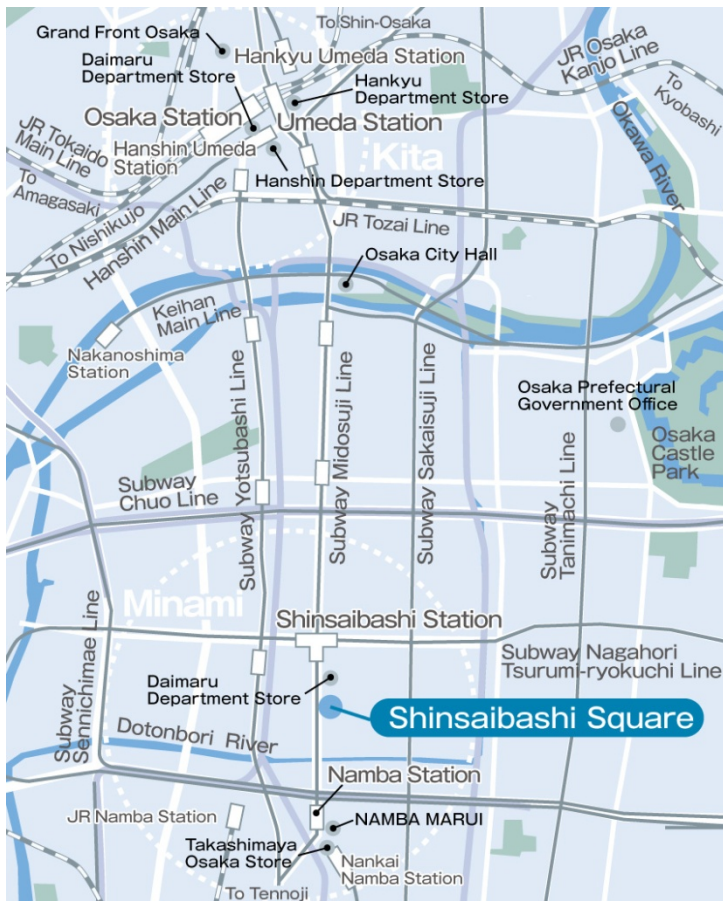 To Shin-Osaka
Grand Front Osaka
Hankyu Umeda Station
Daimaru
Department Store
JR Osaka
Kanjo Line
Hankyu
Department Store
To
Kyobashi
Osaka Station
Umeda Station
Okawa River
JR Tokaido
Main Line
Hanshin Umeda
Station
Kita
Hanshin Department Store
To
Amagasaki
To Nishikujo
Hanshin Main Line
JR Tozai Line
Osaka City Hall
Keihan
Main Line
Nakanoshima
Station
Subway Yotsubashi Line
Subway Midosuji Line
Subway Sakaisuji Line
Subway
Tanimachi Line
Osaka Prefectural
Government Office
Osaka
Castle
Park
Subway
Chuo Line
Minami
Shinsaibashi Station
Subway Nagahori
Tsurumi-ryokuchi Line
Subway
Sennichimae Line
Daimaru
Department Store
Shinsaibashi Square
Dotonbori River
Namba Station
JR Namba Station
NAMBA MARUI
Takashimaya
Osaka Store
Nankai
Namba Station
To Tennoji